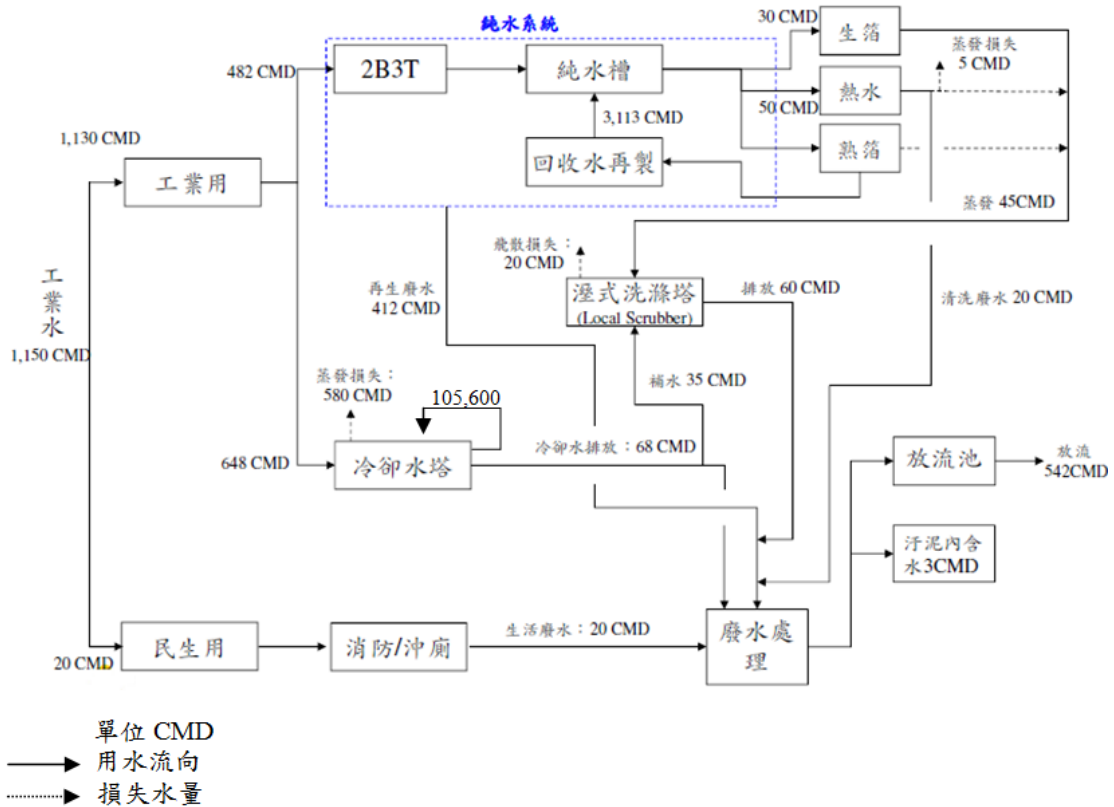 純水系統
30 CMD
生箔
蒸發損失
5 CMD
482 CMD
2B3T
純水槽
熱水
50 CMD
3,113 CMD
1,130 CMD
工業用
回收水再製
熟箔
蒸發 45CMD
飛散損失：
20 CMD
工業水
1,150 CMD
再生廢水
412 CMD
溼式洗滌塔
(Local Scrubber)
排放 60 CMD
清洗廢水 20 CMD
蒸發損失：
580 CMD
105,600
補水 35 CMD
648 CMD
冷卻水塔
冷卻水排放：68 CMD
放流池
放流
542CMD
汙泥內含
水3CMD
20 CMD
民生用
消防/沖廁
生活廢水：20 CMD
廢水處
理
單位 CMD
用水流向
損失水量